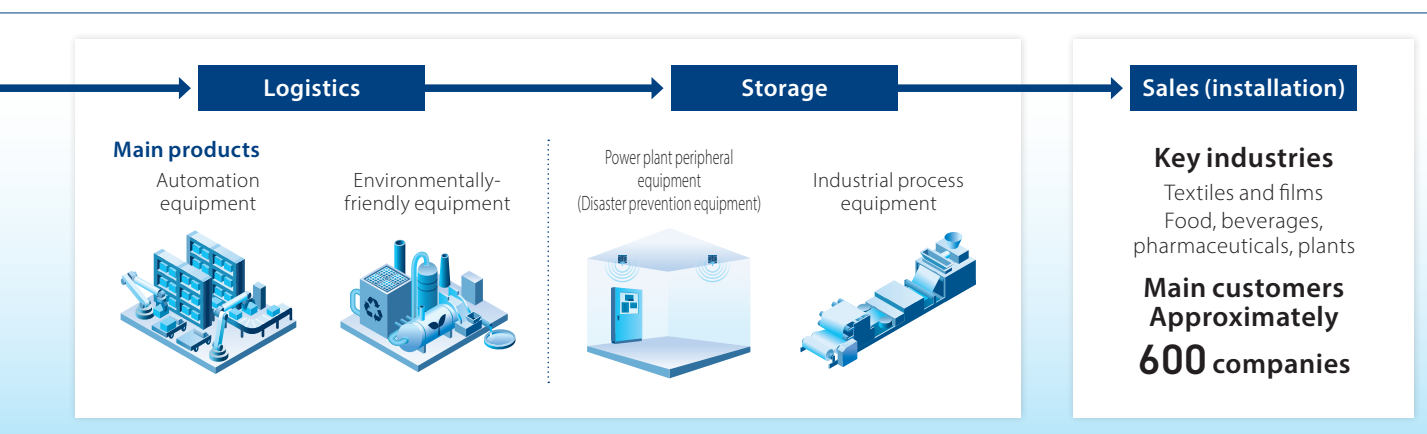 Logistics
Storage
Sales (installation)
Main products
Automation
equipment
Environmentally-
friendly equipment
Power plant peripheral
equipment
(Disaster prevention equipment)
Industrial process
equipment
Key industries
Textiles and films
Food, beverages,
pharmaceuticals, plants
Main customers
Approximately
600 companies